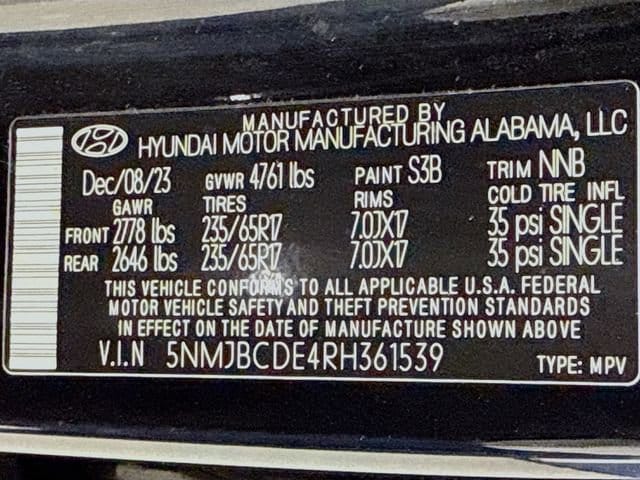 MANUFACTURED BY
HYUNDAI MOTOR MANUFACTURING ALABAMA, LLC
Dec/08/23 GVWR 4761 lbs PAINT S3B TRIM NNB
GAWR TIRES RIMS COLD TIRE INFL
FRONT 2778 lbs 235/65R17 7.0JX17 35 psi SINGLE
REAR 2646 lbs 235/65R17 7.0JX17 35 psi SINGLE
THIS VEHICLE CONFORMS TO ALL APPLICABLE U.S.A. FEDERAL
MOTOR VEHICLE SAFETY AND THEFT PREVENTION STANDARDS
IN EFFECT ON THE DATE OF MANUFACTURE SHOWN ABOVE
V.I.N 5NMJBCDE4RH361539 TYPE: MPV